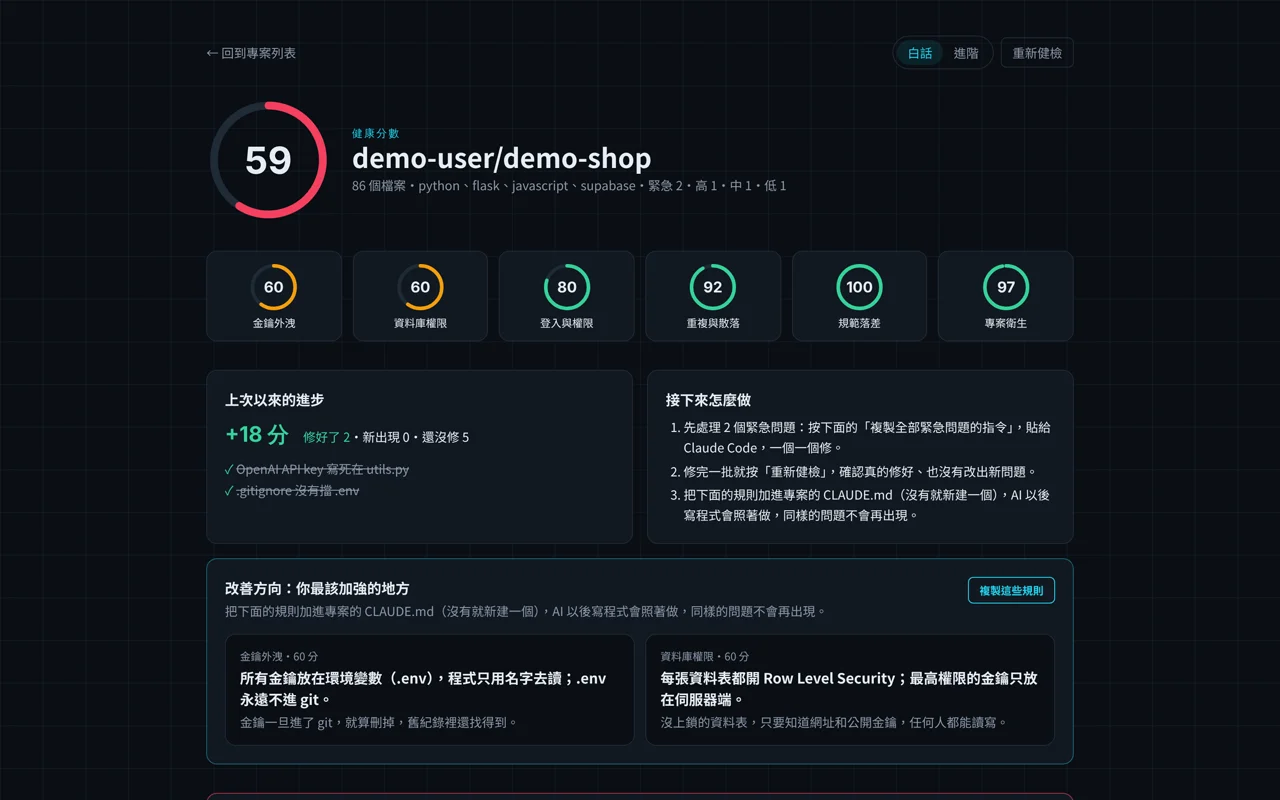 ← 回到專案列表
白話 進階 重新健檢
59
健康分數
demo-user/demo-shop
86 個檔案・python、flask、javascript、supabase・緊急 2・高 1・中 1・低 1
60 60 80 92 100 97
金鑰外洩 資料庫權限 登入與權限 重複與散落 規範落差 專案衛生
上次以來的進步
+18 分 修好了 2・新出現 0・還沒修 5
✓ OpenAI API key 寫死在 utils.py
✓ .gitignore 沒有擋 .env
接下來怎麼做
1. 先處理 2 個緊急問題：按下面的「複製全部緊急問題的指令」，貼給
Claude Code，一個一個修。
2. 修完一批就按「重新健檢」，確認真的修好、也沒有改出新問題。
3. 把下面的規則加進專案的 CLAUDE.md（沒有就新建一個），AI 以後
寫程式會照著做，同樣的問題不會再出現。
改善方向：你最該加強的地方
複製這些規則
把下面的規則加進專案的 CLAUDE.md（沒有就新建一個），AI 以後寫程式會照著做，同樣的問題不會再出現。
金鑰外洩・60 分
所有金鑰放在環境變數（.env），程式只用名字去讀；.env
永遠不進 git。
金鑰一旦進了 git，就算刪掉，舊紀錄裡還找得到。
資料庫權限・60 分
每張資料表都開 Row Level Security；最高權限的金鑰只放
在伺服器端。
沒上鎖的資料表，只要知道網址和公開金鑰，任何人都能讀寫。